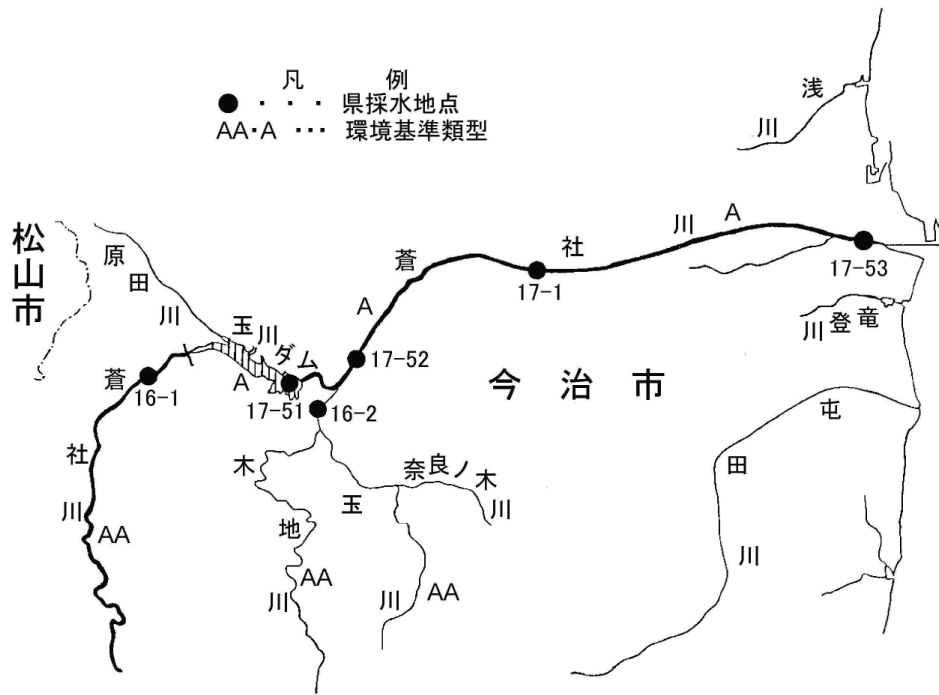 凡 例
● ・ ・ ・ 県採水地点
AA・A ・・・ 環境基準類型
浅川
松山市
原田川
玉川ダム
A
蒼社川
A
A
17-53
17-1
17-52
17-51
16-1
16-2
今治市
竜登川
蒼社川
AA
木地川
AA
奈良ノ木川
玉川
AA
屯田川